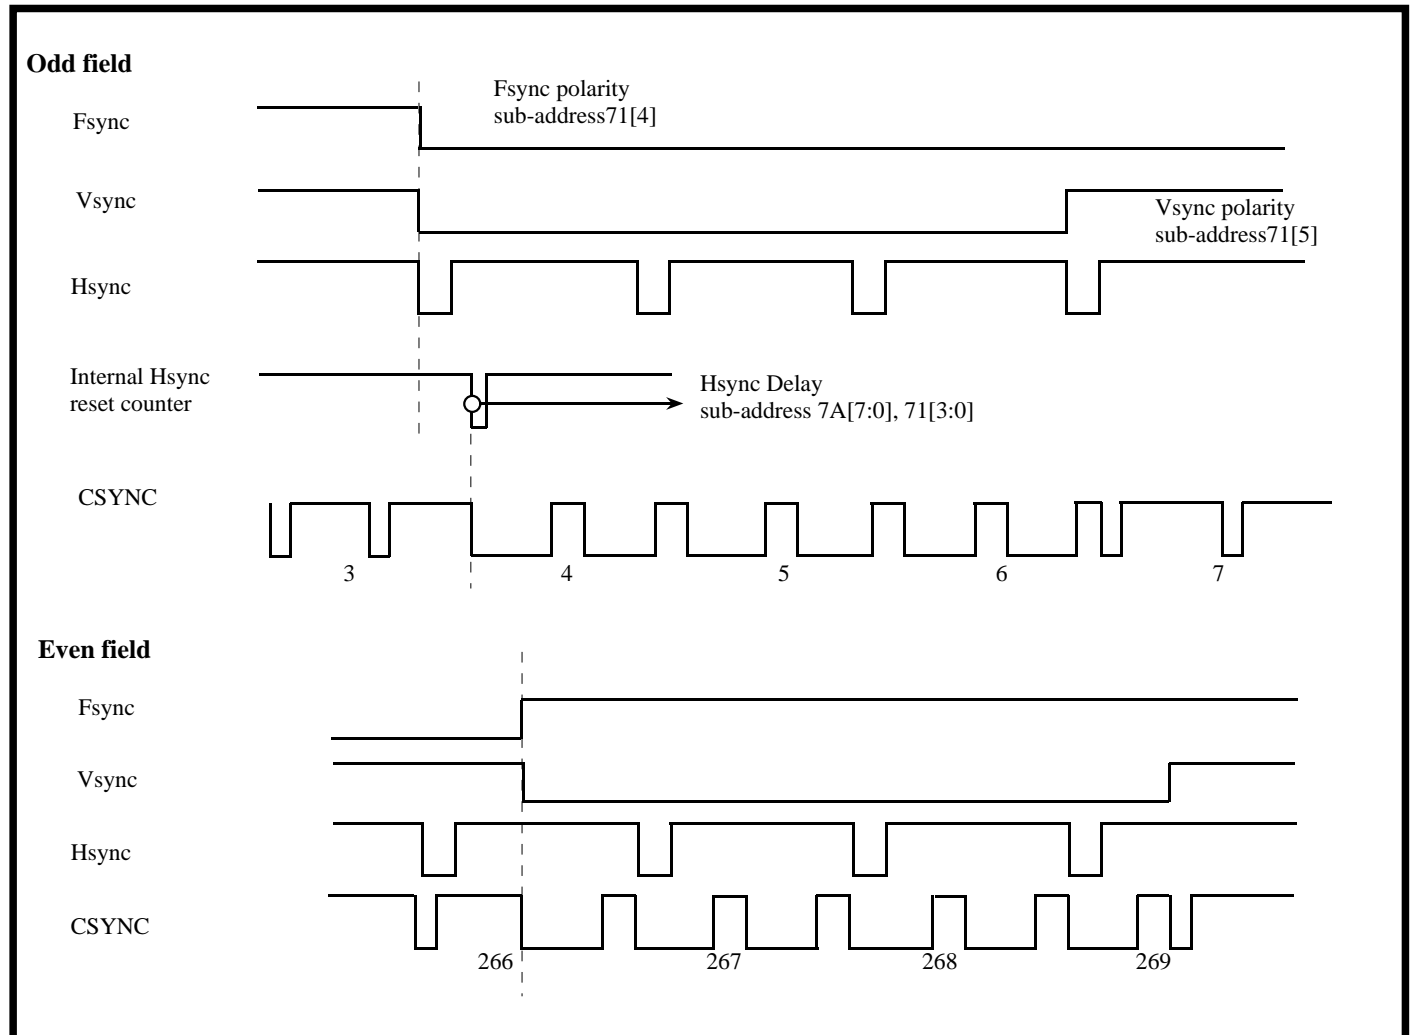 Odd field
Fsync
Fsync polarity
sub-address71[4]
Vsync
Vsync polarity
sub-address71[5]
Hsync
Internal Hsync
reset counter
Hsync Delay
sub-address 7A[7:0], 71[3:0]
CSYNC
3 4 5 6 7
Even field
Fsync
Vsync
Hsync
CSYNC
266 267 268 269